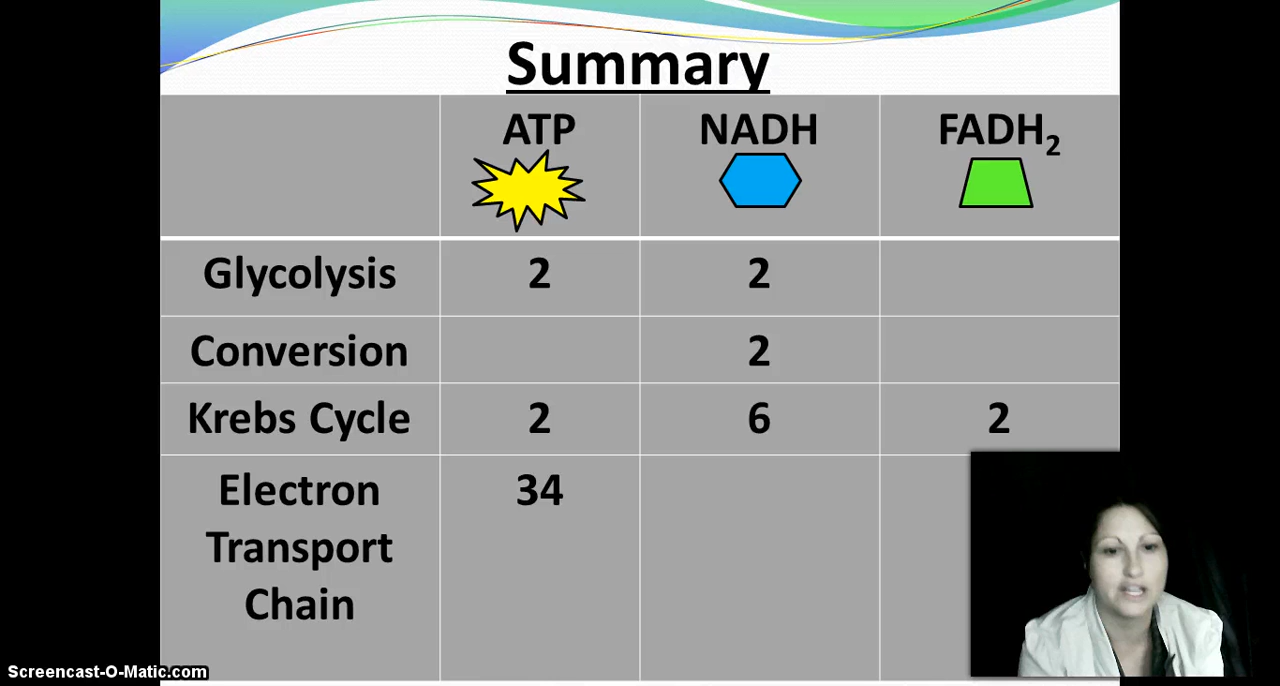 Summary
ATP NADH FADH₂
Glycolysis 2 2
Conversion 2
Krebs Cycle 2 6 2
Electron 34
Transport
Chain
Screencast-O-Matic.com